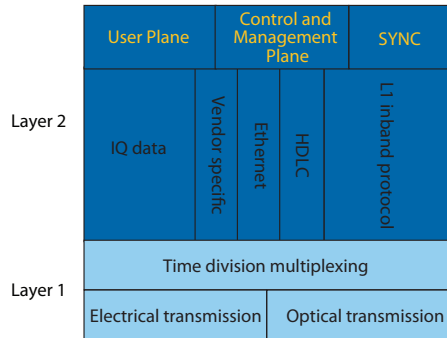 User Plane
Control and
Management
Plane
SYNC
Layer 2
IQ data
Vendor specific
Ethernet
HDLC
L1 inband protocol
Time division multiplexing
Layer 1
Electrical transmission
Optical transmission